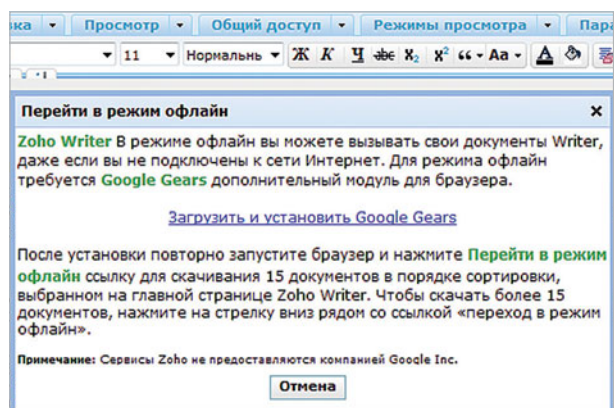 вка Просмотр Общий доступ Режимы просмотра Пара
11 Нормальнь Ж К Ч abc X₂ X² “ Aa A
Перейти в режим офлайн x
Zoho Writer В режиме офлайн вы можете вызывать свои документы Writer,
даже если вы не подключены к сети Интернет. Для режима офлайн
требуется Google Gears дополнительный модуль для браузера.
Загрузить и установить Google Gears
После установки повторно запустите браузер и нажмите Перейти в режим
офлайн ссылку для скачивания 15 документов в порядке сортировки,
выбранном на главной странице Zoho Writer. Чтобы скачать более 15
документов, нажмите на стрелку вниз рядом со ссылкой «переход в режим
офлайн».
Примечание: Сервисы Zoho не предоставляются компанией Google Inc.
Отмена